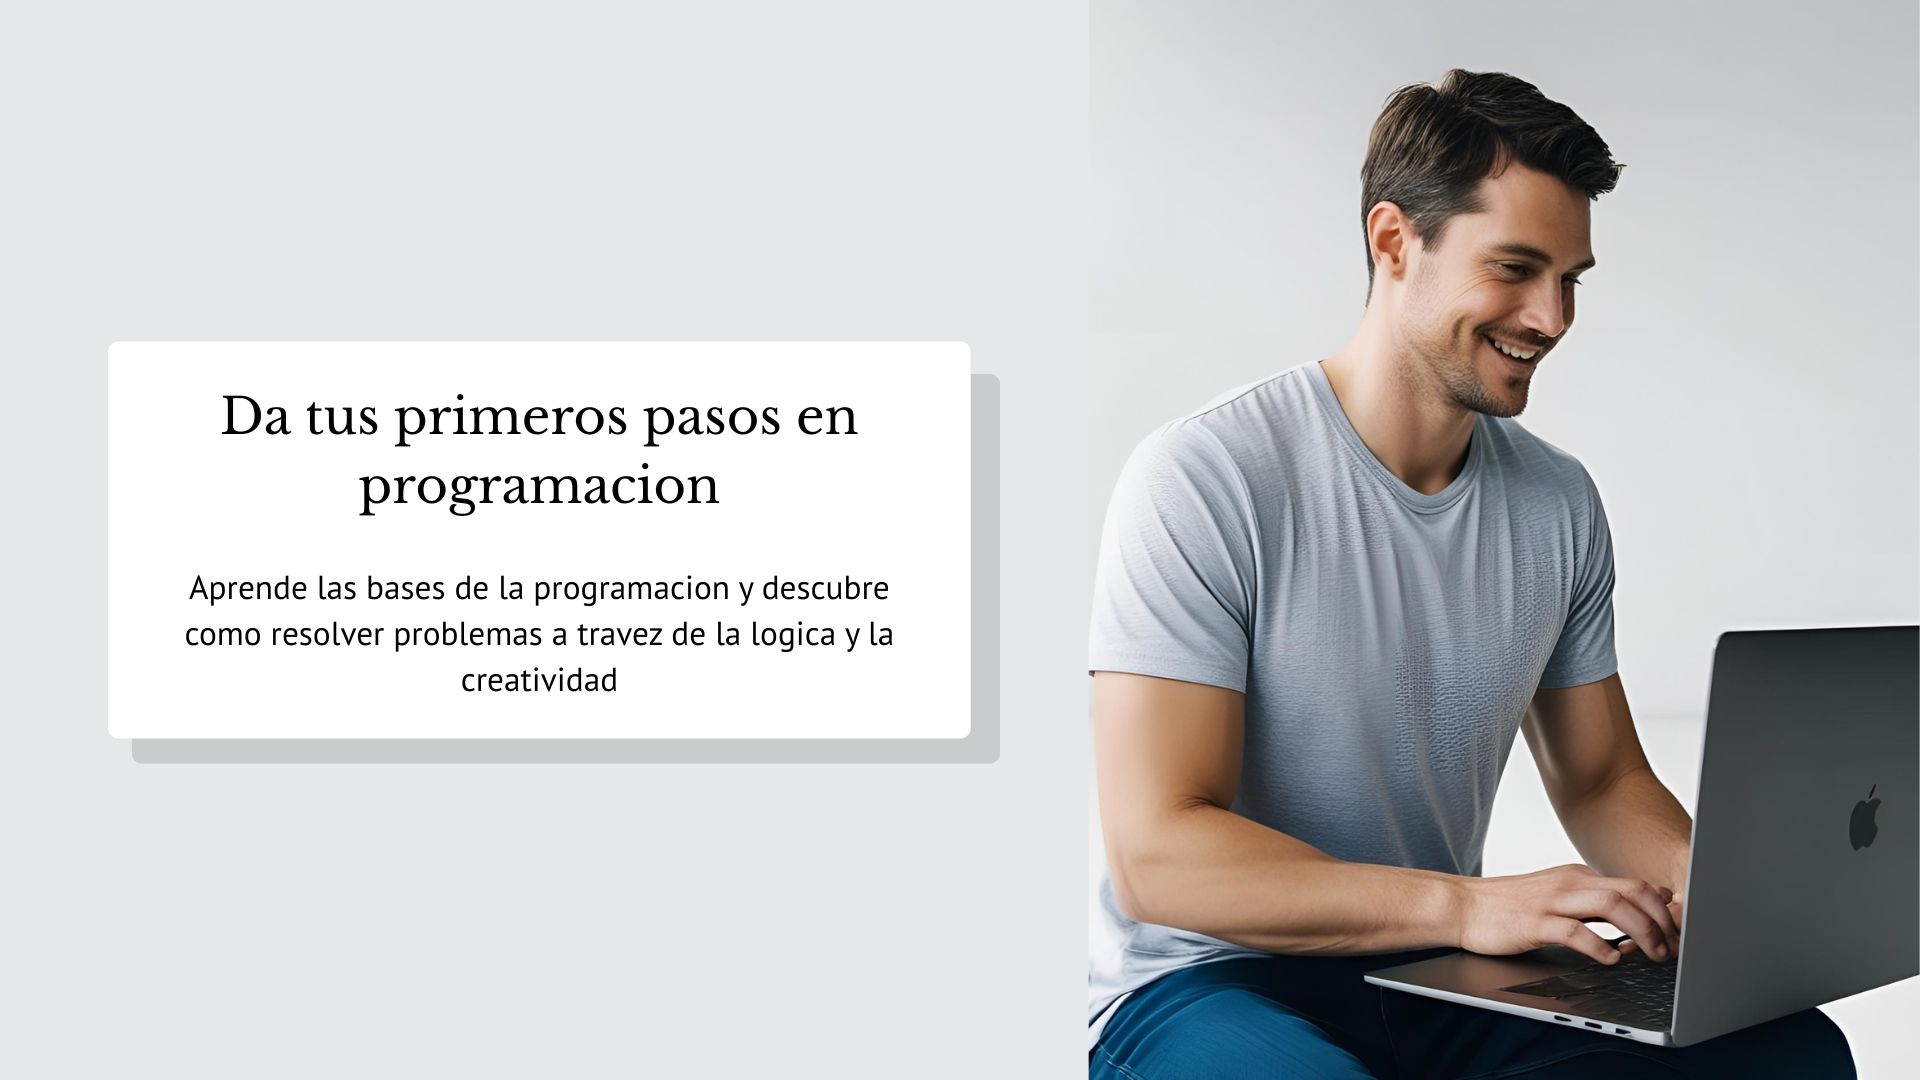 Da tus primeros pasos en
programacion
Aprende las bases de la programacion y descubre
como resolver problemas a travez de la logica y la
creatividad